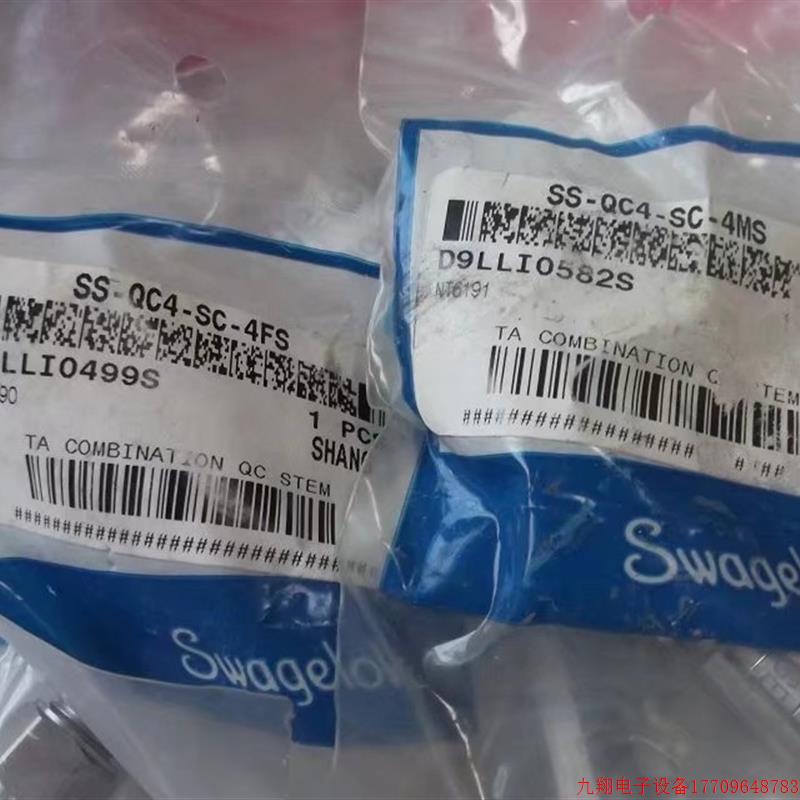 SS-QC4-SC-4FS
LLI0499S
90
1 PCS
SHANG
TA COMBINATION QC STEM
################################
Swagelok
SS-QC4-SC-4MS
D9LLI0582S
NT6191
TA COMBINATION Q STEM
Swagelo
九翔电子设备17709648783